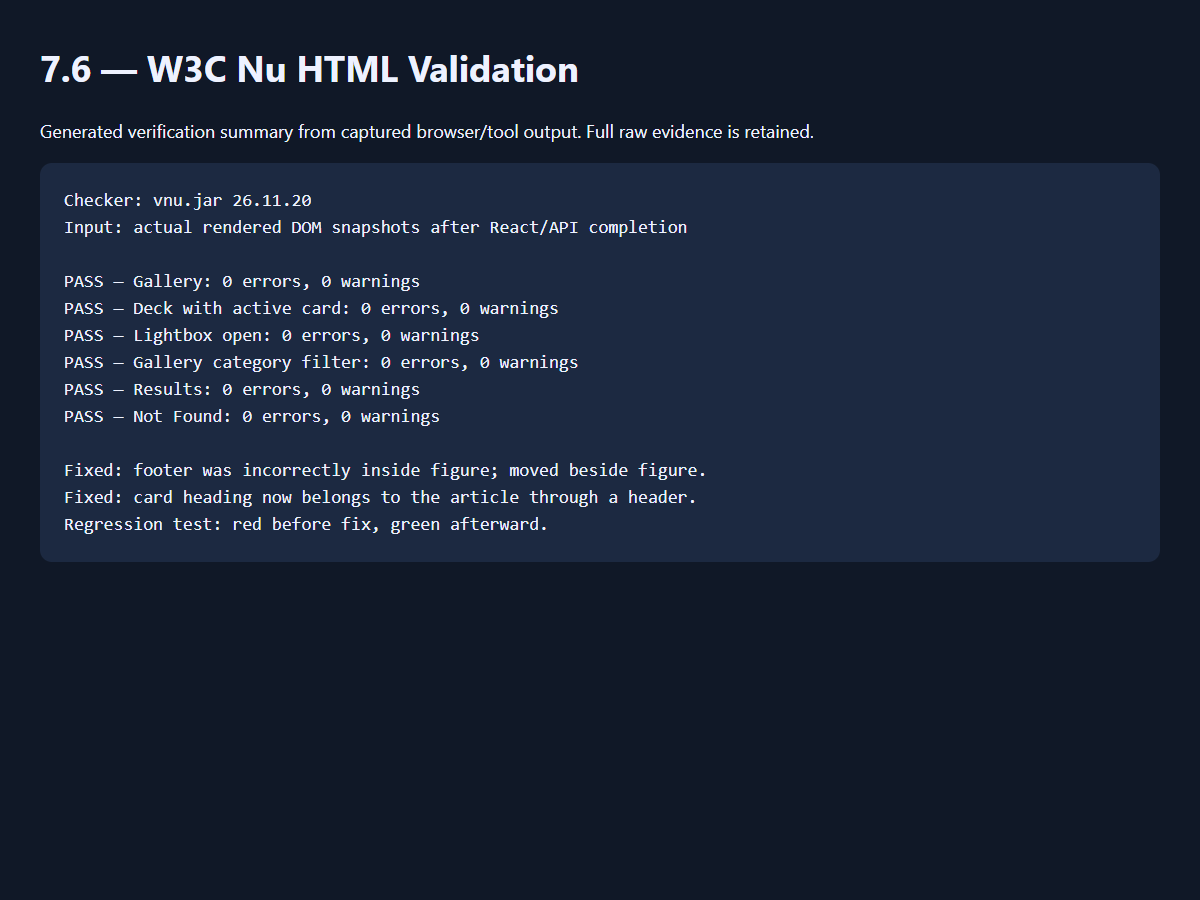 7.6 — W3C Nu HTML Validation
Generated verification summary from captured browser/tool output. Full raw evidence is retained.
Checker: vnu.jar 26.11.20
Input: actual rendered DOM snapshots after React/API completion
PASS — Gallery: 0 errors, 0 warnings
PASS — Deck with active card: 0 errors, 0 warnings
PASS — Lightbox open: 0 errors, 0 warnings
PASS — Gallery category filter: 0 errors, 0 warnings
PASS — Results: 0 errors, 0 warnings
PASS — Not Found: 0 errors, 0 warnings
Fixed: footer was incorrectly inside figure; moved beside figure.
Fixed: card heading now belongs to the article through a header.
Regression test: red before fix, green afterward.